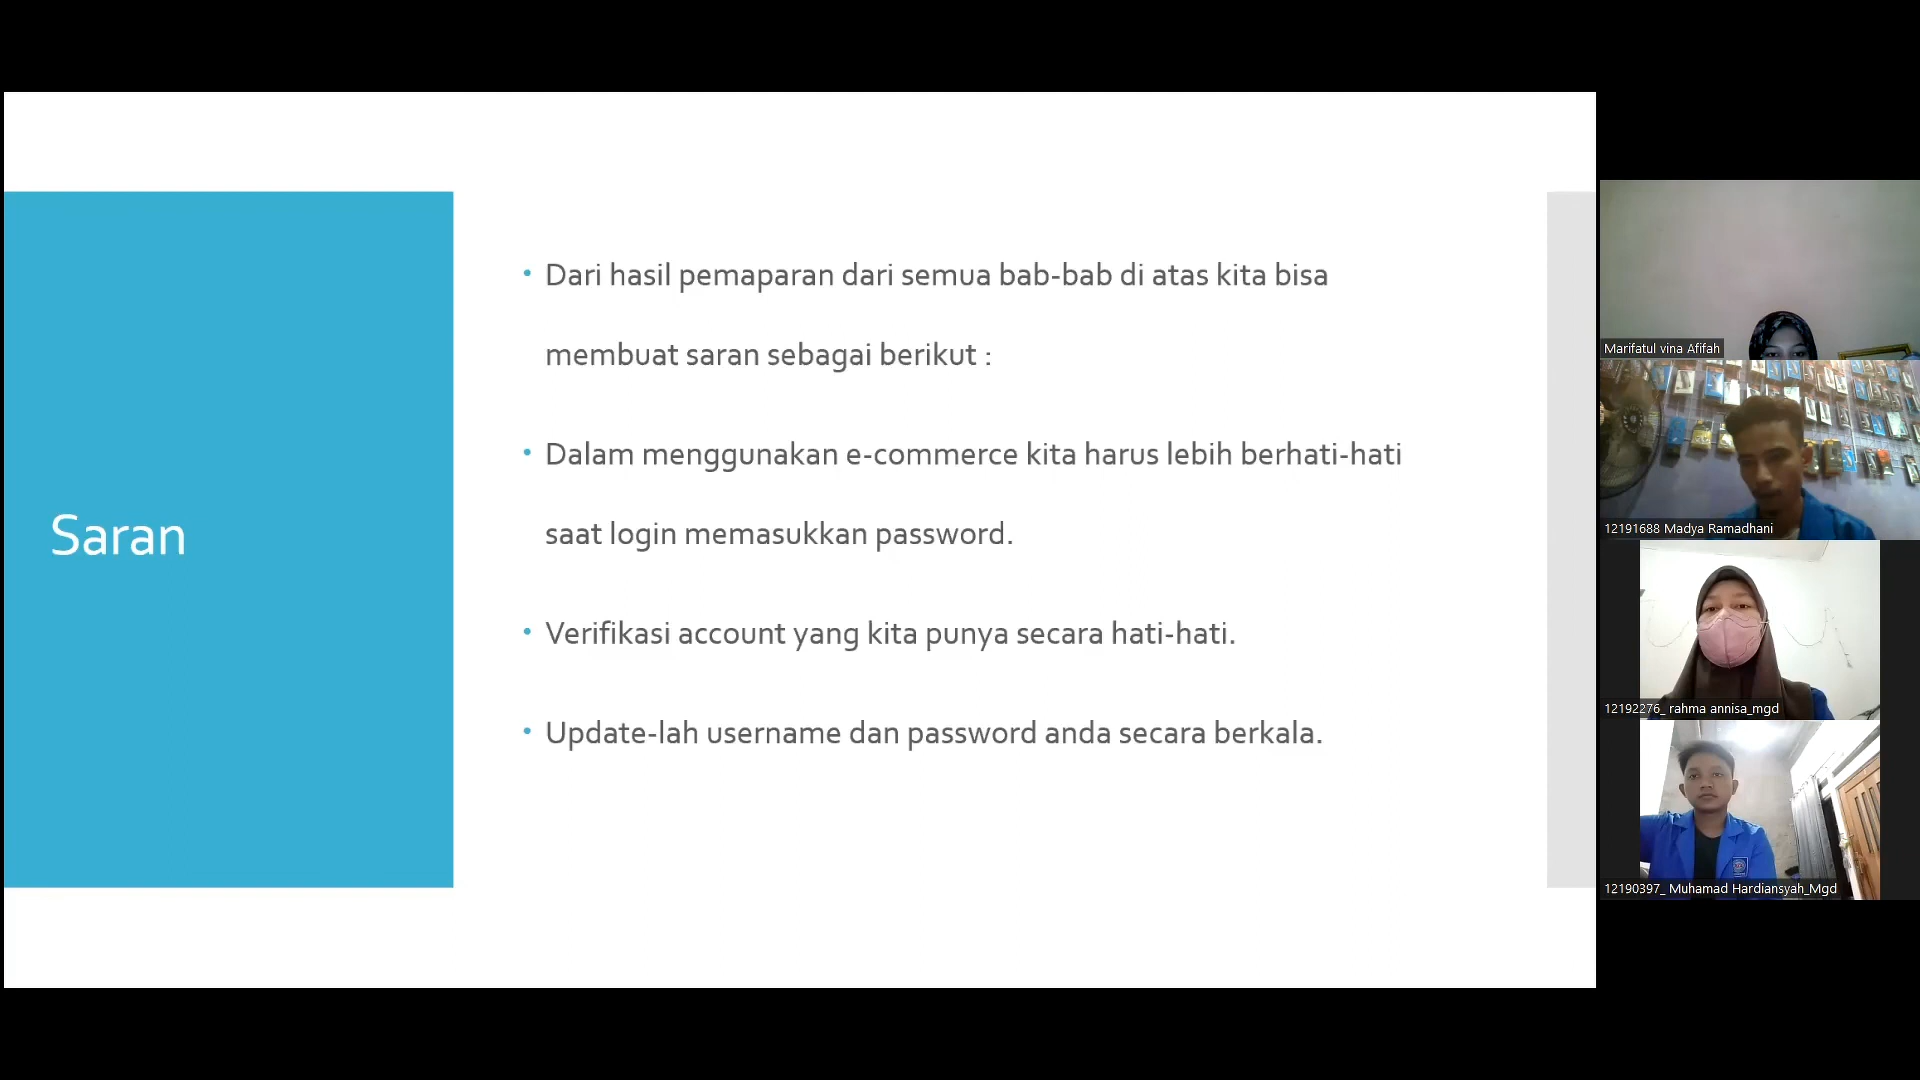 Saran
• Dari hasil pemaparan dari semua bab-bab di atas kita bisa
membuat saran sebagai berikut :
• Dalam menggunakan e-commerce kita harus lebih berhati-hati
saat login memasukkan password.
• Verifikasi account yang kita punya secara hati-hati.
• Update-lah username dan password anda secara berkala.
Marifatul vina Afifah
12191688 Madya Ramadhani
12192276_ rahma annisa_mgd
12190397_ Muhamad Hardiansyah_Mgd